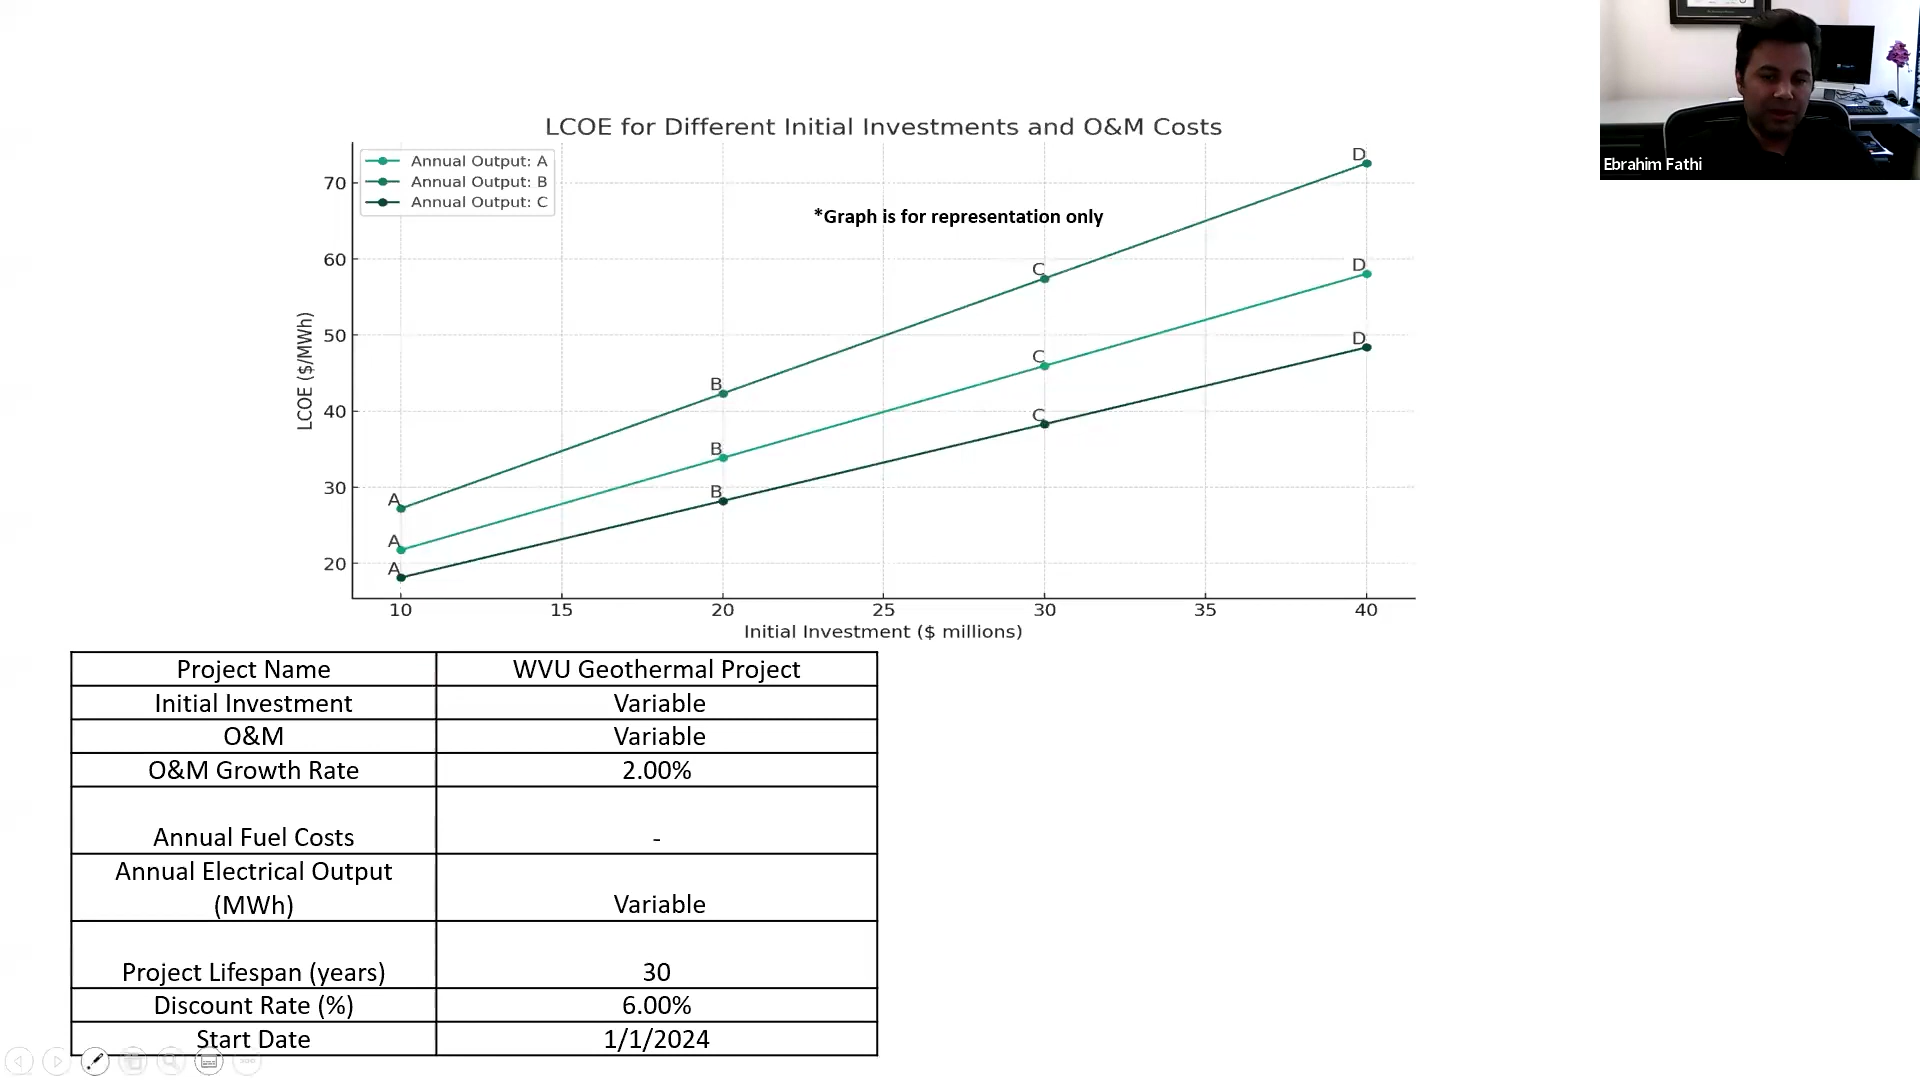 LCOE for Different Initial Investments and O&M Costs
Annual Output: A
Annual Output: B
Annual Output: C
*Graph is for representation only
LCOE ($/MWh)
70
60
50
40
30
20
A
B
C
D
A
B
C
D
A
B
C
D
10 15 20 25 30 35 40
Initial Investment ($ millions)
Project Name WVU Geothermal Project
Initial Investment Variable
O&M Variable
O&M Growth Rate 2.00%
Annual Fuel Costs -
Annual Electrical Output
(MWh) Variable
Project Lifespan (years) 30
Discount Rate (%) 6.00%
Start Date 1/1/2024
Ebrahim Fathi